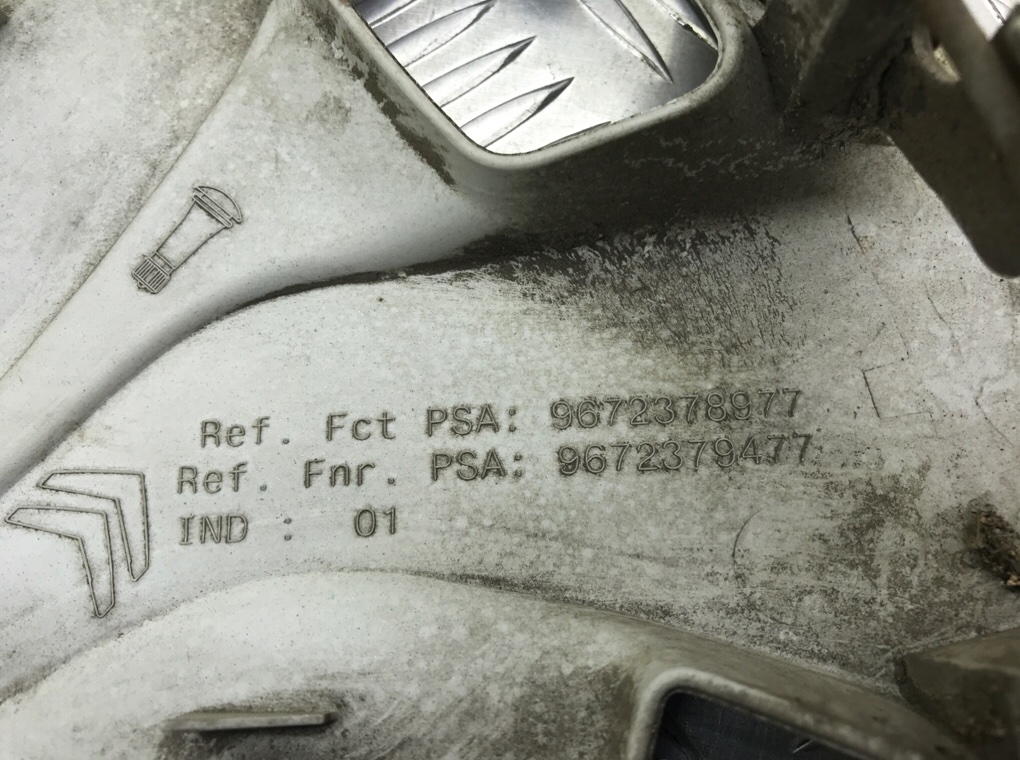 Ref. Fct PSA: 9672378977
Ref. Fnr. PSA: 9672379477
IND : 01